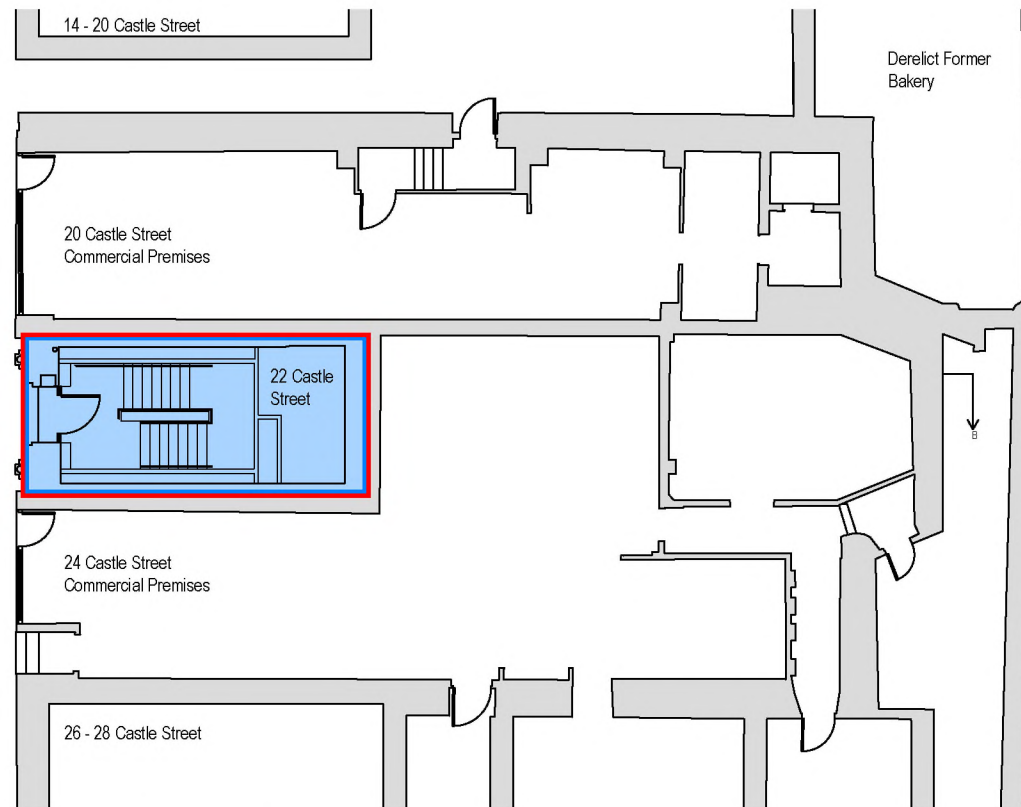 14 - 20 Castle Street
Derelict Former
Bakery
20 Castle Street
Commercial Premises
22 Castle
Street
24 Castle Street
Commercial Premises
26 - 28 Castle Street